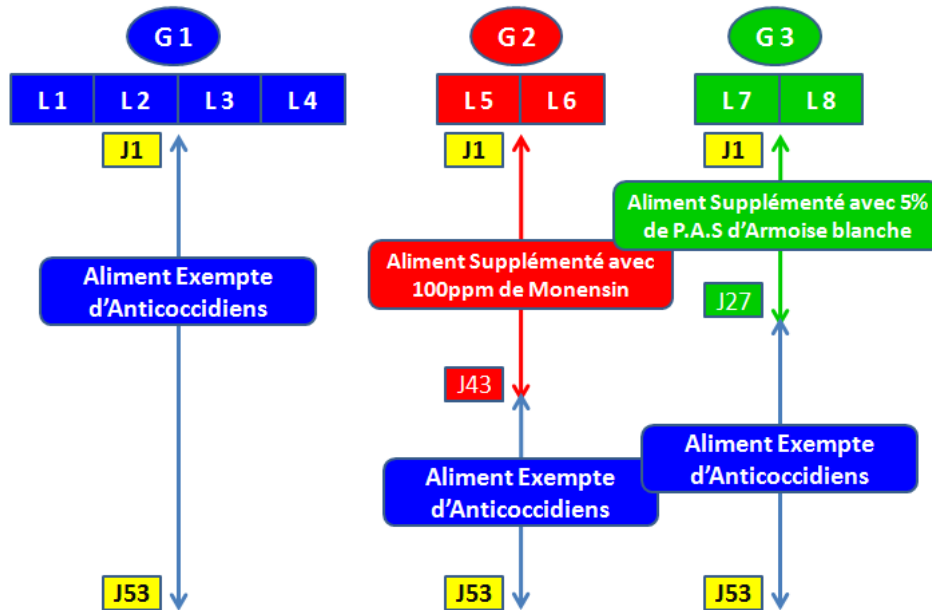 G 1
G 2
G 3
L 1 L 2 L 3 L 4
L 5 L 6
L 7 L 8
J1
J1
J1
Aliment Supplémenté avec 5%
de P.A.S d'Armoise blanche
Aliment Exempte
d'Anticoccidiens
Aliment Supplémenté avec
100ppm de Monensin
J27
J43
Aliment Exempte
d'Anticoccidiens
Aliment Exempte
d'Anticoccidiens
J53
J53
J53